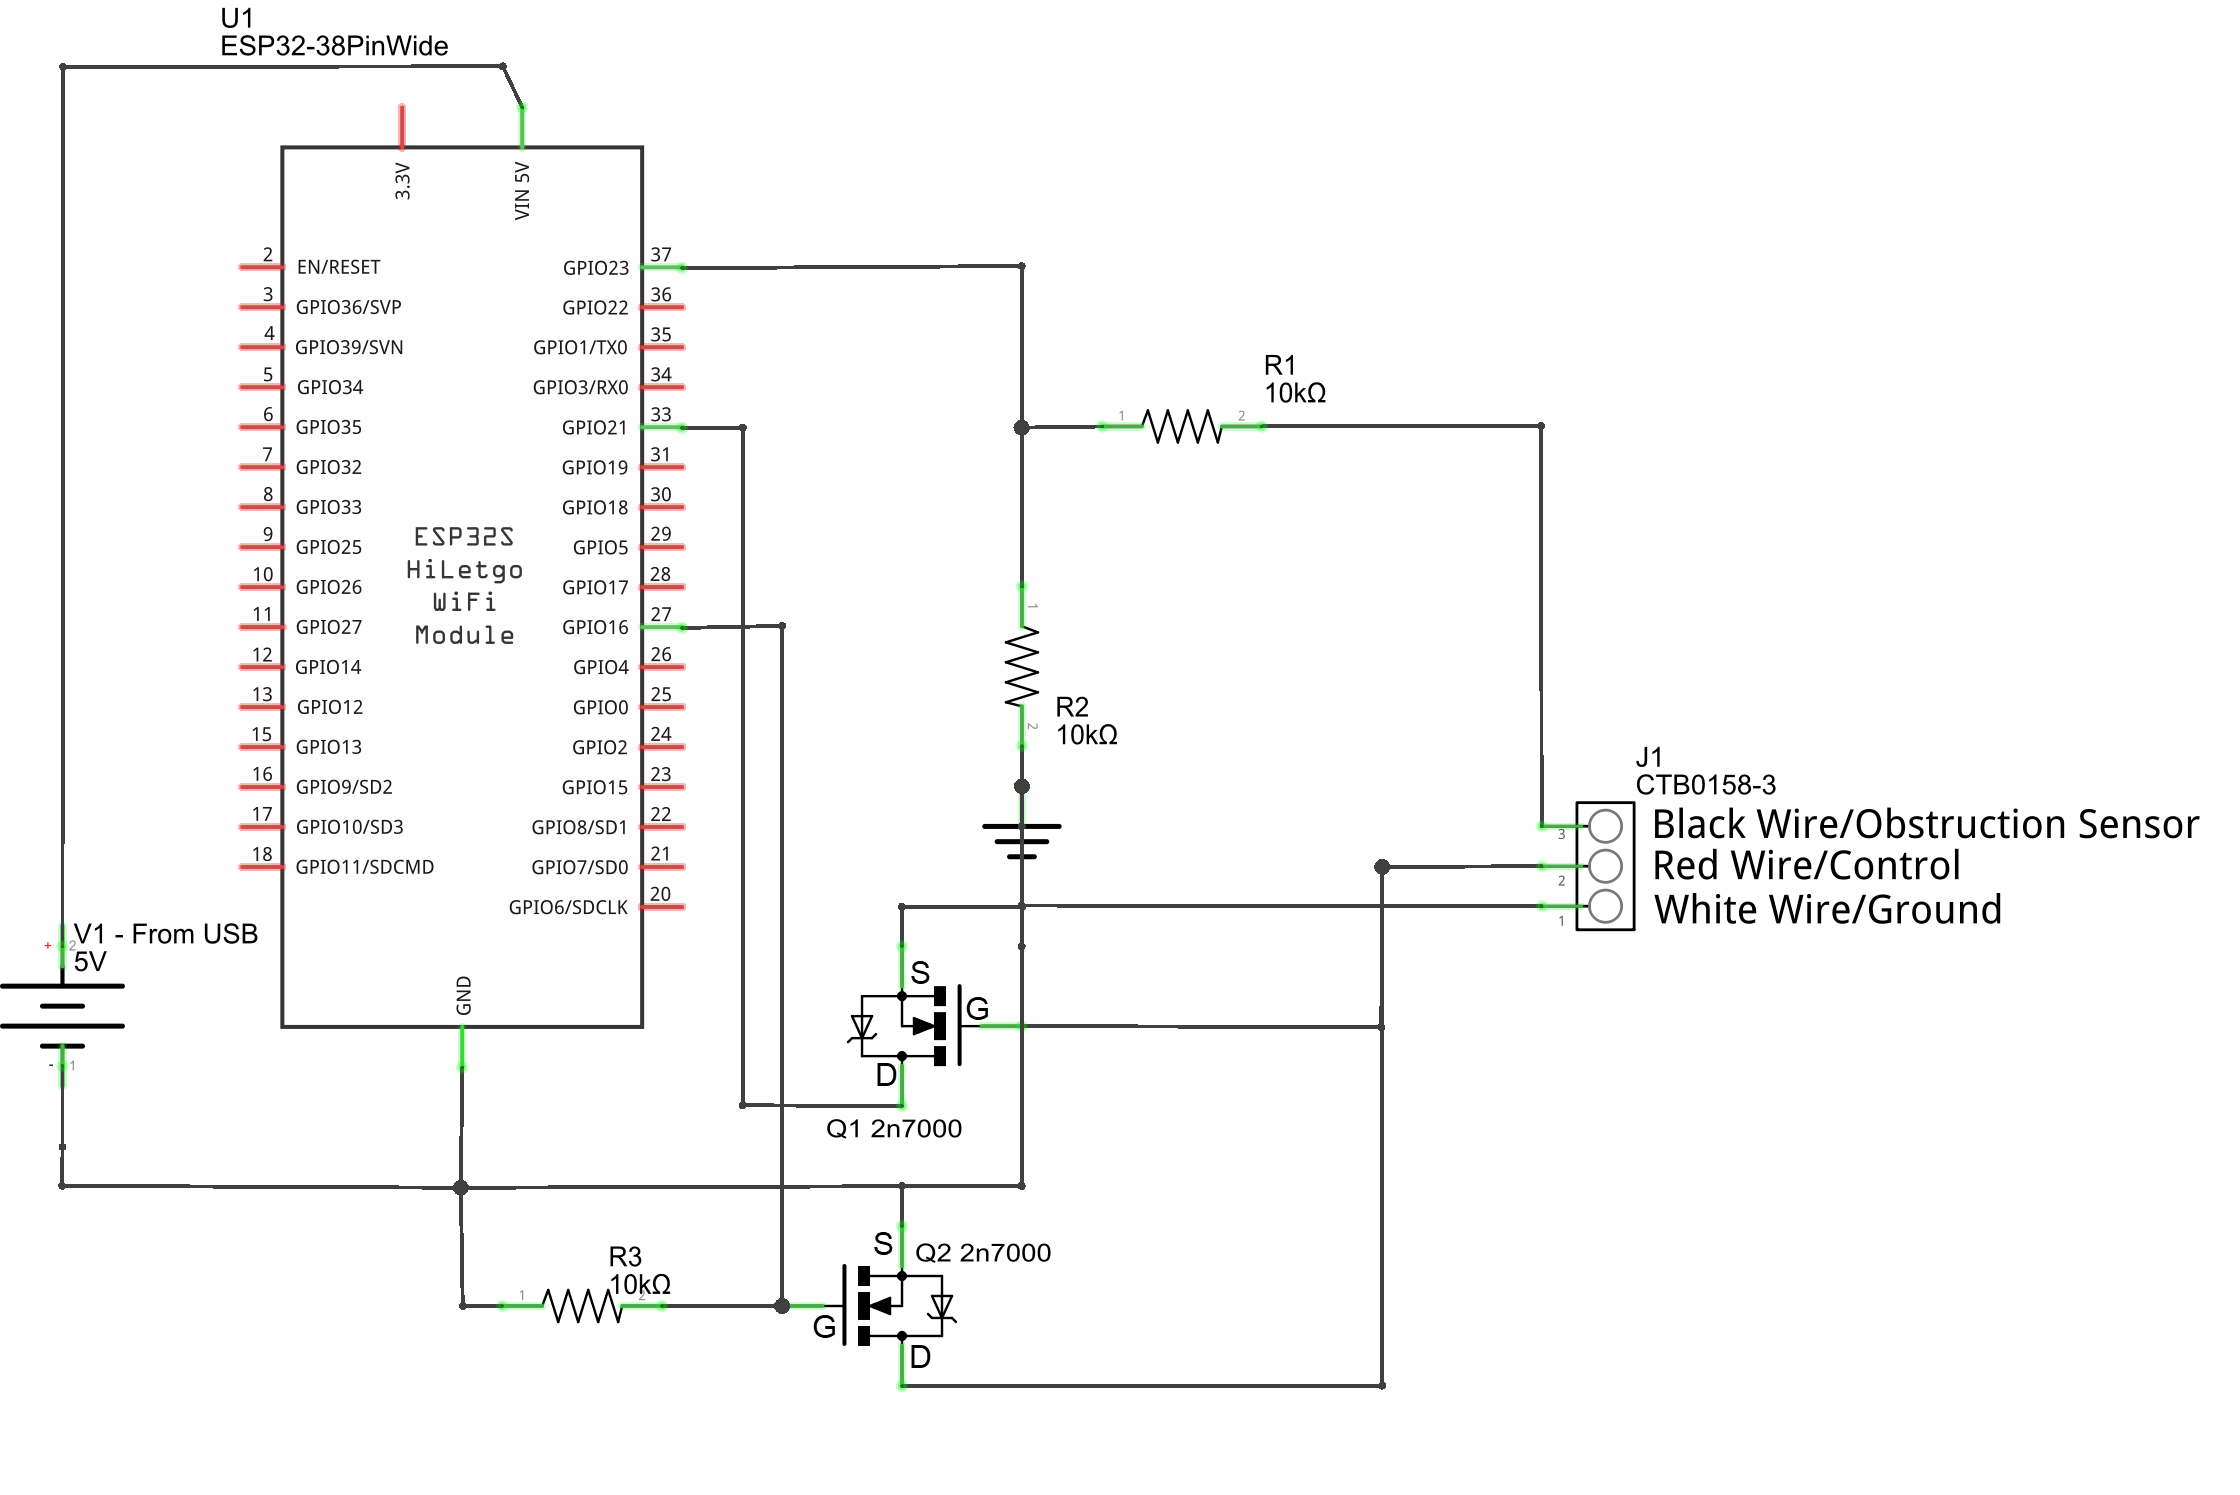 U1
ESP32-38PinWide
3.3V
VIN 5V
2 EN/RESET
3 GPIO36/SVP
4 GPIO39/SVN
5 GPIO34
6 GPIO35
7 GPIO32
8 GPIO33
9 GPIO25
10 GPIO26
11 GPIO27
12 GPIO14
13 GPIO12
15 GPIO13
16 GPIO9/SD2
17 GPIO10/SD3
18 GPIO11/SDCMD
GPIO23 37
GPIO22 36
GPIO1/TX0 35
GPIO3/RX0 34
GPIO21 33
GPIO19 31
GPIO18 30
GPIO5 29
GPIO17 28
GPIO16 27
GPIO4 26
GPIO0 25
GPIO2 24
GPIO15 23
GPIO8/SD1 22
GPIO7/SD0 21
GPIO6/SDCLK 20
ESP32S
HiLetgo
WiFi
Module
GND
R1
10kΩ
1 2
1
R2
10kΩ
2
J1
CTB0158-3
3 Black Wire/Obstruction Sensor
2 Red Wire/Control
1 White Wire/Ground
V1 - From USB
+ 2
5V
- 1
S
G
D
Q1 2n7000
R3
10kΩ
1 2
S
Q2 2n7000
G
D